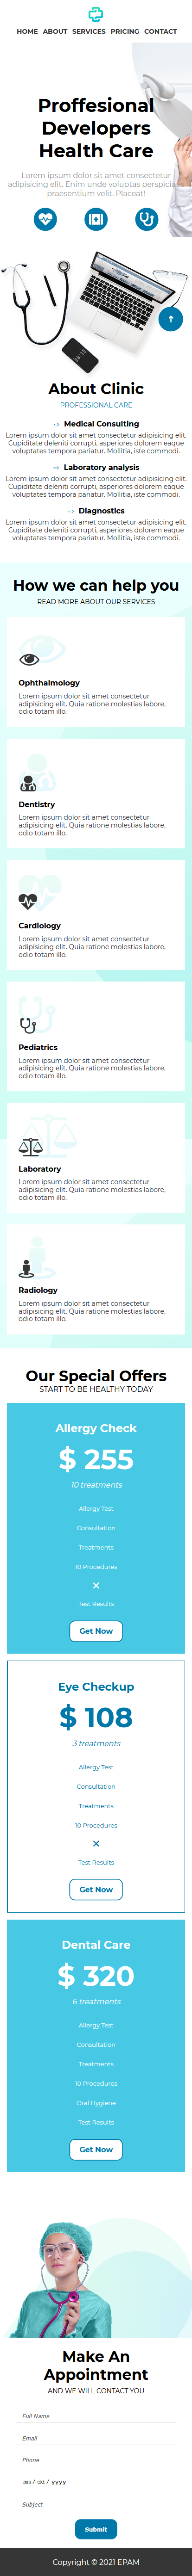 HOME ABOUT SERVICES PRICING CONTACT
Proffesional
Developers
Health Care
Lorem ipsum dolor sit amet consectetur
adipisicing elit. Enim unde voluptas perspiciatis
praesentium velit. Placeat!
About Clinic
PROFESSIONAL CARE
Medical Consulting
Lorem ipsum dolor sit amet consectetur adipisicing elit.
Cupiditate deleniti corrupti, asperiores dolorem eaque
voluptates tempora pariatur. Mollitia, iste commodi.
Laboratory analysis
Lorem ipsum dolor sit amet consectetur adipisicing elit.
Cupiditate deleniti corrupti, asperiores dolorem eaque
voluptates tempora pariatur. Mollitia, iste commodi.
Diagnostics
Lorem ipsum dolor sit amet consectetur adipisicing elit.
Cupiditate deleniti corrupti, asperiores dolorem eaque
voluptates tempora pariatur. Mollitia, iste commodi.
How we can help you
READ MORE ABOUT OUR SERVICES
Ophthalmology
Lorem ipsum dolor sit amet consectetur
adipisicing elit. Quia ratione molestias labore,
odio totam illo.
Dentistry
Lorem ipsum dolor sit amet consectetur
adipisicing elit. Quia ratione molestias labore,
odio totam illo.
Cardiology
Lorem ipsum dolor sit amet consectetur
adipisicing elit. Quia ratione molestias labore,
odio totam illo.
Pediatrics
Lorem ipsum dolor sit amet consectetur
adipisicing elit. Quia ratione molestias labore,
odio totam illo.
Laboratory
Lorem ipsum dolor sit amet consectetur
adipisicing elit. Quia ratione molestias labore,
odio totam illo.
Radiology
Lorem ipsum dolor sit amet consectetur
adipisicing elit. Quia ratione molestias labore,
odio totam illo.
Our Special Offers
START TO BE HEALTHY TODAY
Allergy Check
$ 255
10 treatments
Allergy Test
Consultation
Treatments
10 Procedures
Test Results
Get Now
Eye Checkup
$ 108
3 treatments
Allergy Test
Consultation
Treatments
10 Procedures
Test Results
Get Now
Dental Care
$ 320
6 treatments
Allergy Test
Consultation
Treatments
10 Procedures
Oral Hygiene
Test Results
Get Now
Make An
Appointment
AND WE WILL CONTACT YOU
Full Name
Email
Phone
mm / dd / yyyy
Subject
Submit
Copyright © 2021 EPAM